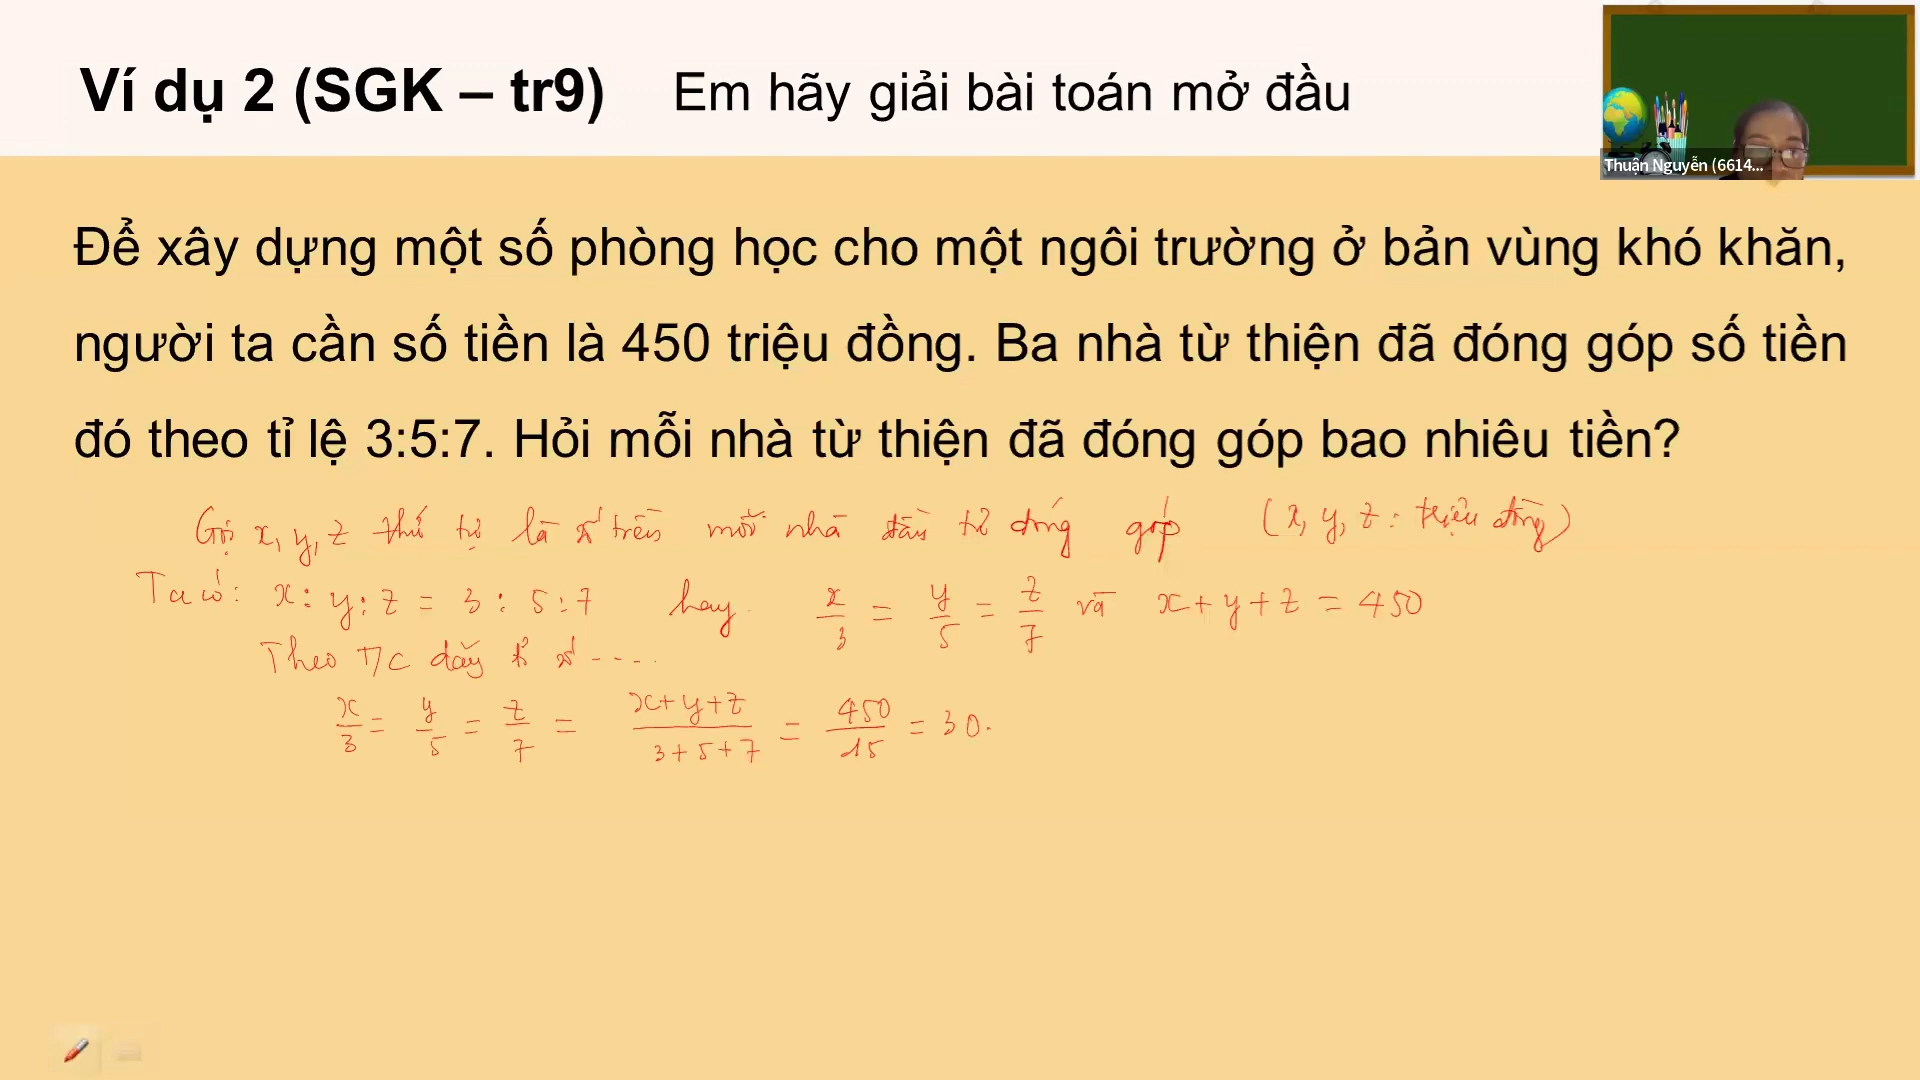 Ví dụ 2 (SGK – tr9) Em hãy giải bài toán mở đầu
Thuận Nguyễn (6614...
Để xây dựng một số phòng học cho một ngôi trường ở bản vùng khó khăn,
người ta cần số tiền là 450 triệu đồng. Ba nhà từ thiện đã đóng góp số tiền
đó theo tỉ lệ 3:5:7. Hỏi mỗi nhà từ thiện đã đóng góp bao nhiêu tiền?
Gọi x, y, z thứ tự là số tiền mỗi nhà đầu tư đóng góp (x, y, z : triệu đồng)
Ta có: x : y : z = 3 : 5 : 7 hay x/3 = y/5 = z/7 và x + y + z = 450
Theo T/C dãy tỉ số ....
x/3 = y/5 = z/7 = (x+y+z)/(3+5+7) = 450/15 = 30.